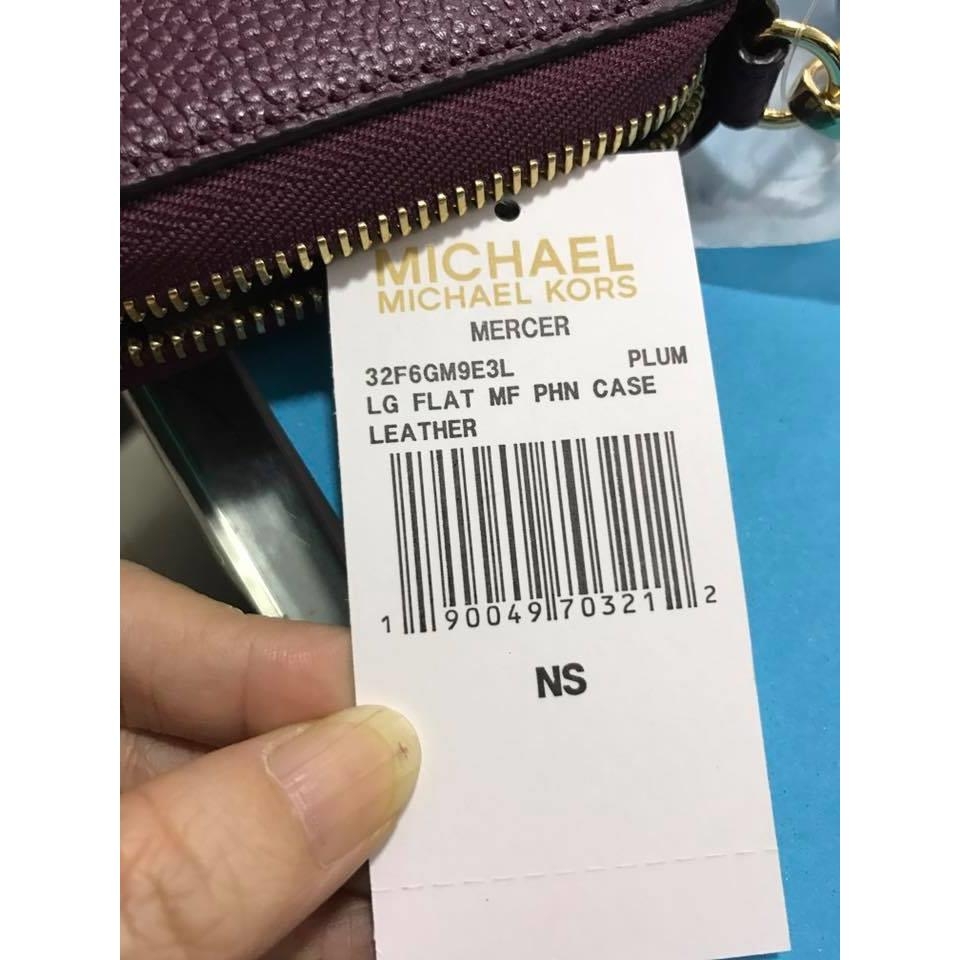 MICHAEL
MICHAEL KORS
MERCER
32F6GM9E3L PLUM
LG FLAT MF PHN CASE
LEATHER
1 90049 70321 2
NS